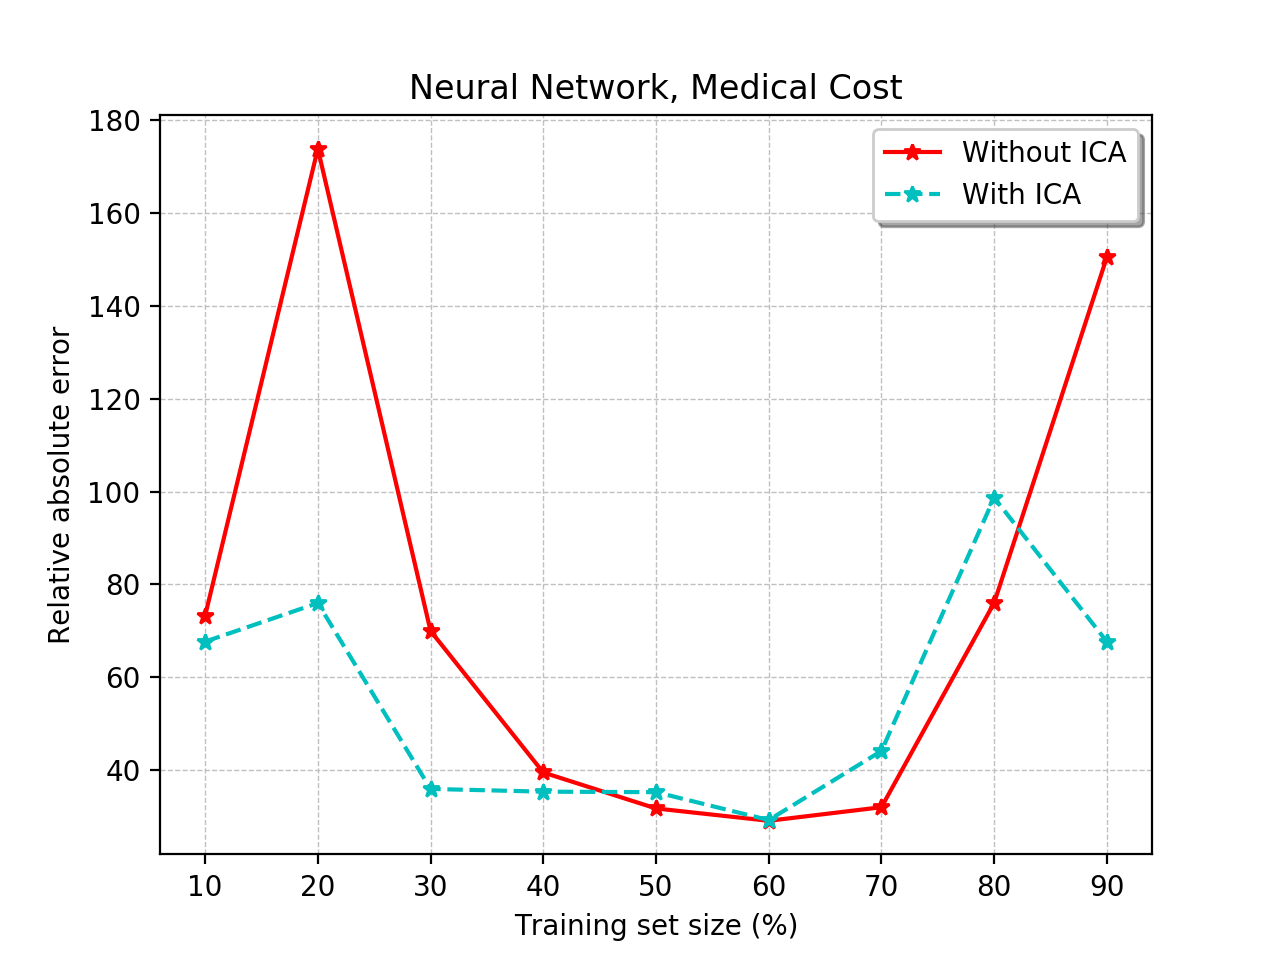 Neural Network, Medical Cost
180
160
140
120
100
80
60
40
Relative absolute error
Without ICA
With ICA
10 20 30 40 50 60 70 80 90
Training set size (%)